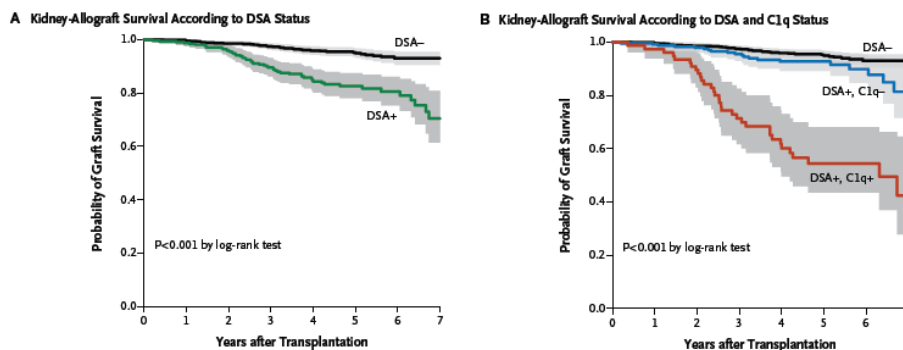 A Kidney-Allograft Survival According to DSA Status
1.0
0.8
0.6
0.4
0.2
0.0
Probability of Graft Survival
DSA–
DSA+
P<0.001 by log-rank test
0 1 2 3 4 5 6 7
Years after Transplantation
B Kidney-Allograft Survival According to DSA and C1q Status
1.0
0.8
0.6
0.4
0.2
0.0
Probability of Graft Survival
DSA–
DSA+, C1q–
DSA+, C1q+
P<0.001 by log-rank test
0 1 2 3 4 5 6
Years after Transplantation